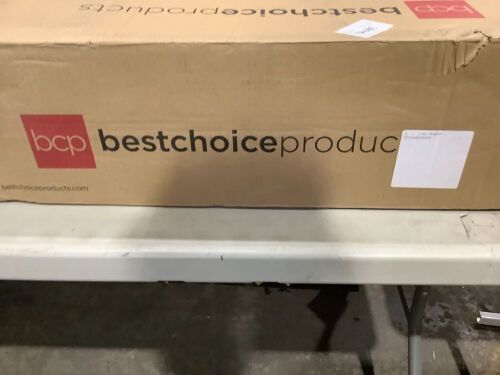 bestchoiceproducts
bcp
bcp
bestchoiceproduc
bestchoiceproducts.com